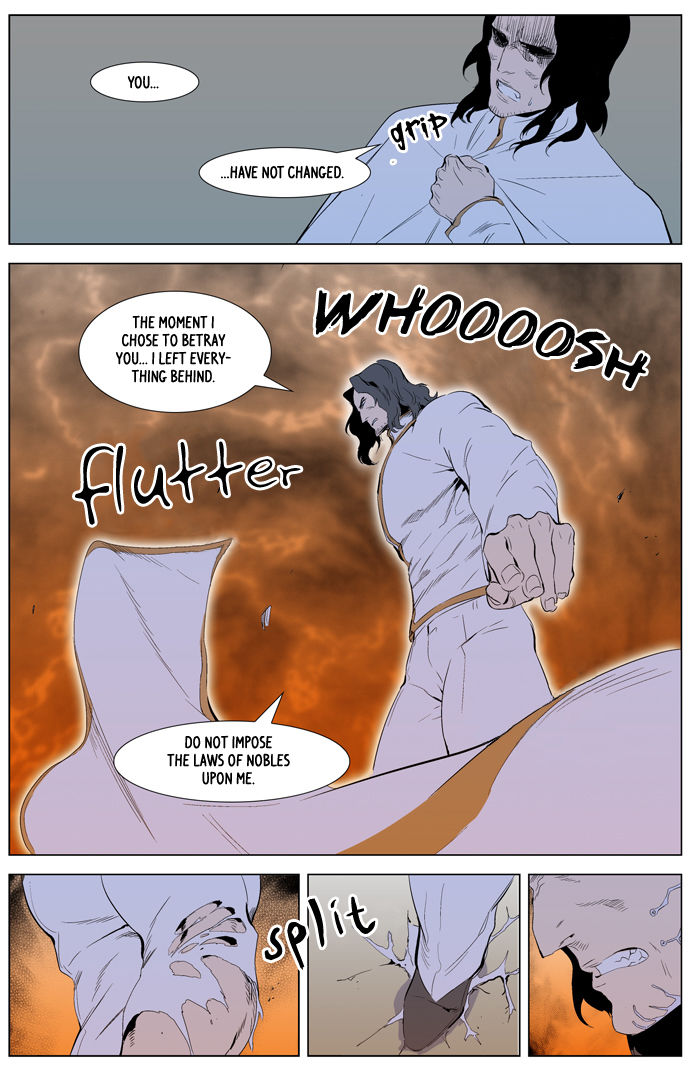 YOU...
grip
...HAVE NOT CHANGED.
WHOOOOSH
THE MOMENT I
CHOSE TO BETRAY
YOU... I LEFT EVERY-
THING BEHIND.
flutter
DO NOT IMPOSE
THE LAWS OF NOBLES
UPON ME.
split